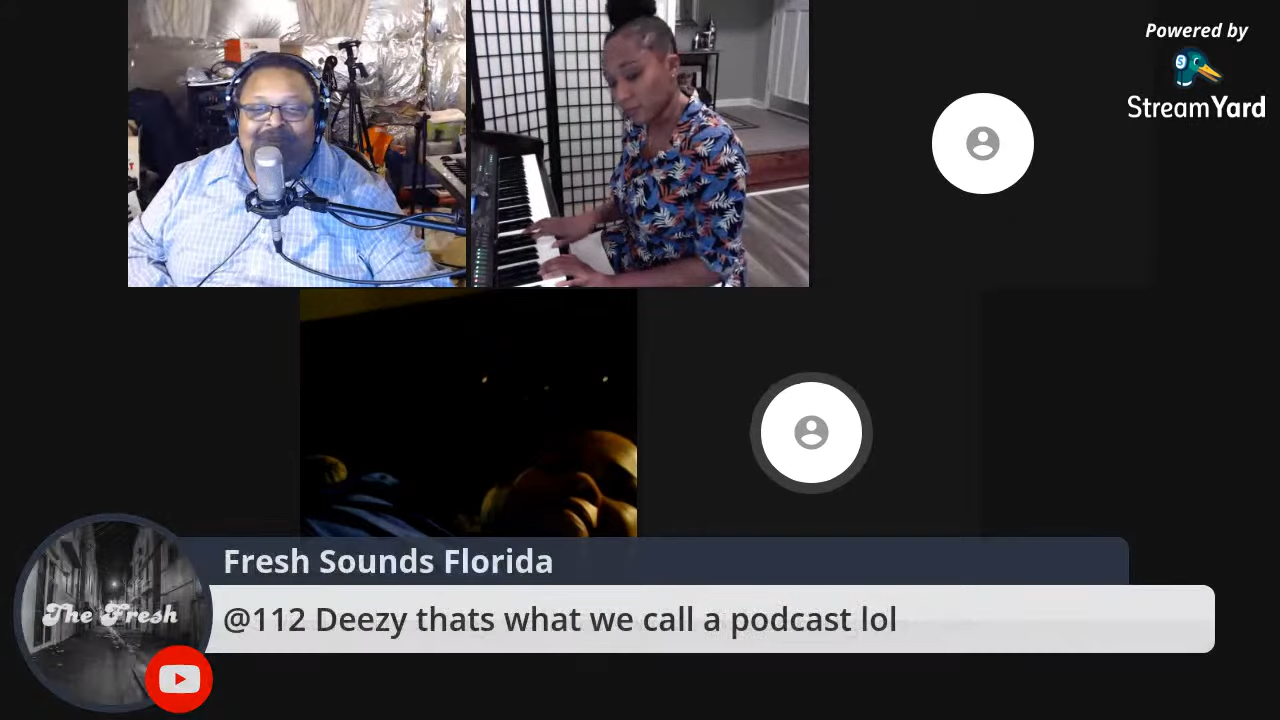 Powered by
StreamYard
Fresh Sounds Florida
The Fresh
@112 Deezy thats what we call a podcast lol